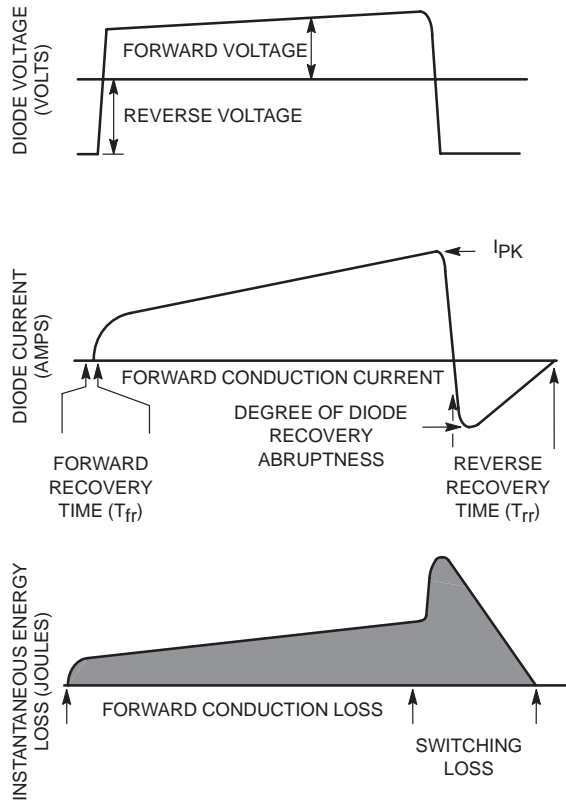 DIODE VOLTAGE
(VOLTS)
FORWARD VOLTAGE
REVERSE VOLTAGE
DIODE CURRENT
(AMPS)
IPK
FORWARD CONDUCTION CURRENT
DEGREE OF DIODE
RECOVERY
ABRUPTNESS
FORWARD
RECOVERY
TIME (Tfr)
REVERSE
RECOVERY
TIME (Trr)
INSTANTANEOUS ENERGY
LOSS (JOULES)
FORWARD CONDUCTION LOSS
SWITCHING
LOSS